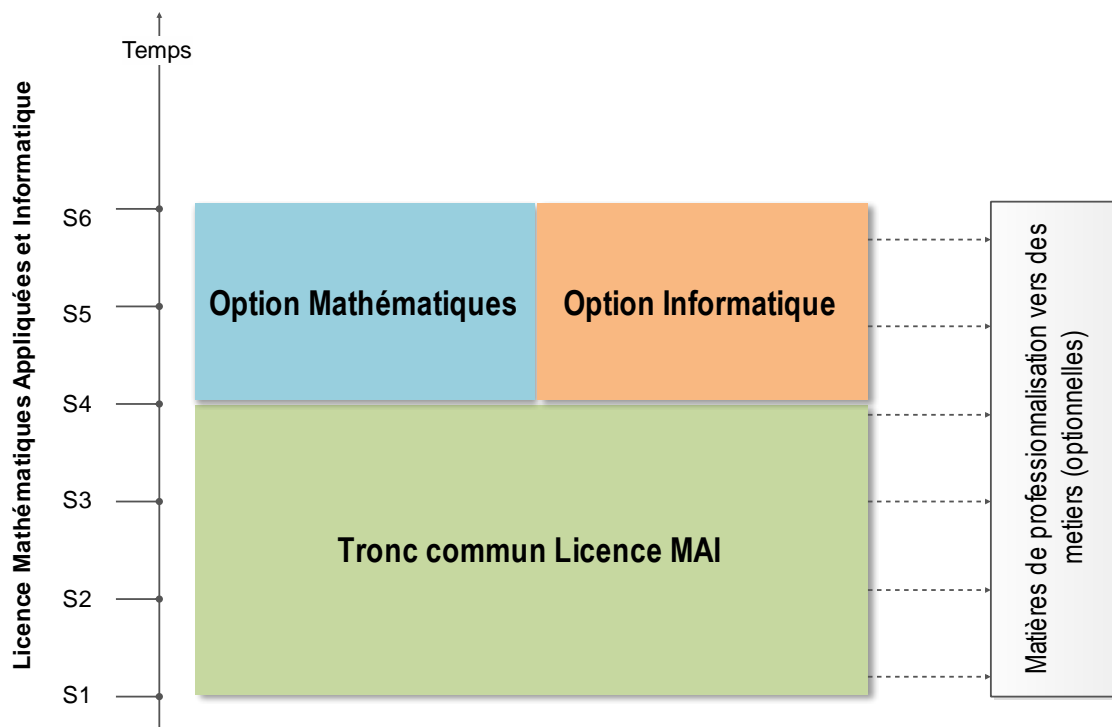 Temps
Licence Mathématiques Appliquées et Informatique
S6
S5
S4
S3
S2
S1
Option Mathématiques
Option Informatique
Tronc commun Licence MAI
Matières de professionnalisation vers des
metiers (optionnelles)